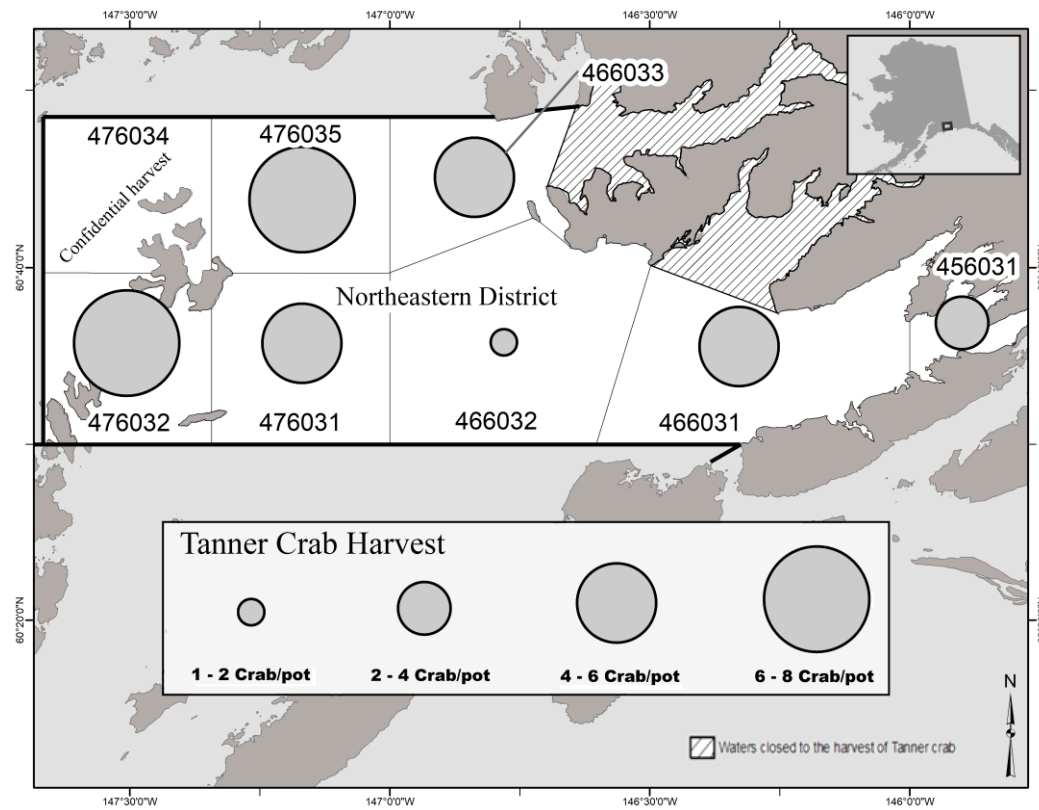 147°30'0"W 147°0'0"W 146°30'0"W 146°0'0"W
466033
476034 476035
Confidential harvest
456031
60°40'0"N
Northeastern District
476032 476031 466032 466031
Tanner Crab Harvest
1 - 2 Crab/pot 2 - 4 Crab/pot 4 - 6 Crab/pot 6 - 8 Crab/pot
60°20'0"N
N
Waters closed to the harvest of Tanner crab
147°30'0"W 147°0'0"W 146°30'0"W 146°0'0"W